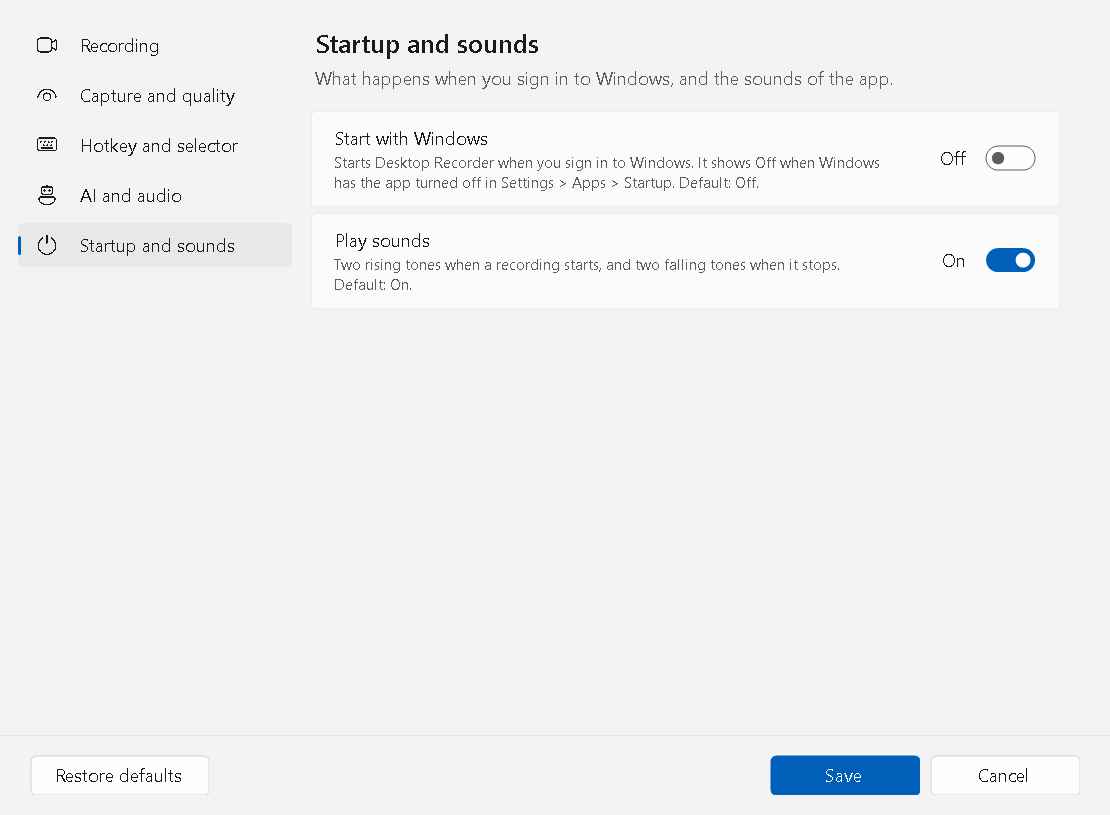 Recording
Capture and quality
Hotkey and selector
AI and audio
Startup and sounds
Startup and sounds
What happens when you sign in to Windows, and the sounds of the app.
Start with Windows
Starts Desktop Recorder when you sign in to Windows. It shows Off when Windows
has the app turned off in Settings > Apps > Startup. Default: Off.
Off
Play sounds
Two rising tones when a recording starts, and two falling tones when it stops.
Default: On.
On
Restore defaults
Save
Cancel